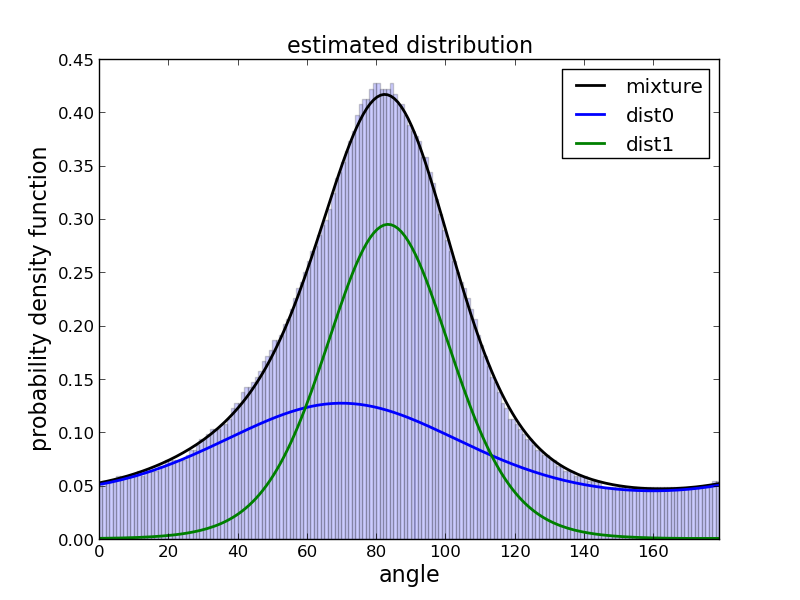 estimated distribution
probability density function
0.45
0.40
0.35
0.30
0.25
0.20
0.15
0.10
0.05
0.00
mixture
dist0
dist1
0 20 40 60 80 100 120 140 160
angle